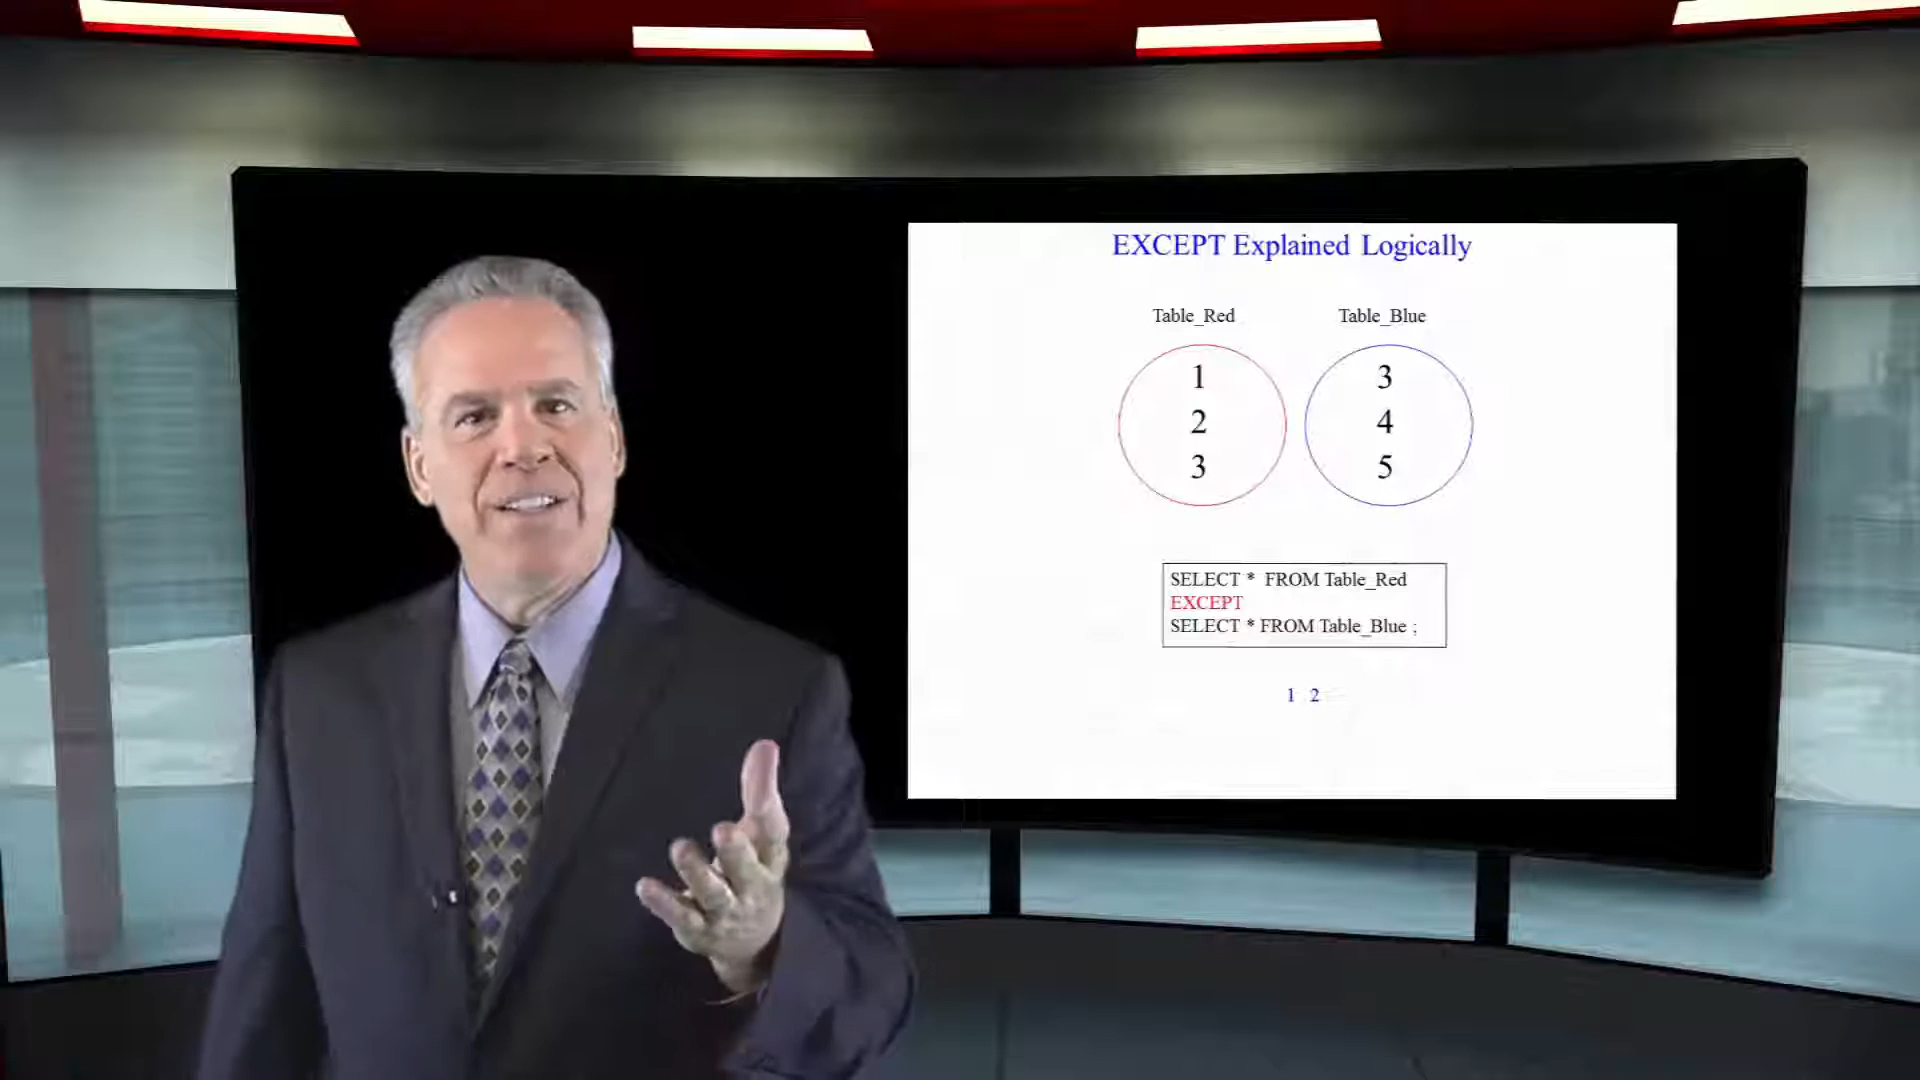 EXCEPT Explained Logically
Table_Red Table_Blue
1 3
2 4
3 5
SELECT * FROM Table_Red
EXCEPT
SELECT * FROM Table_Blue ;
1 2